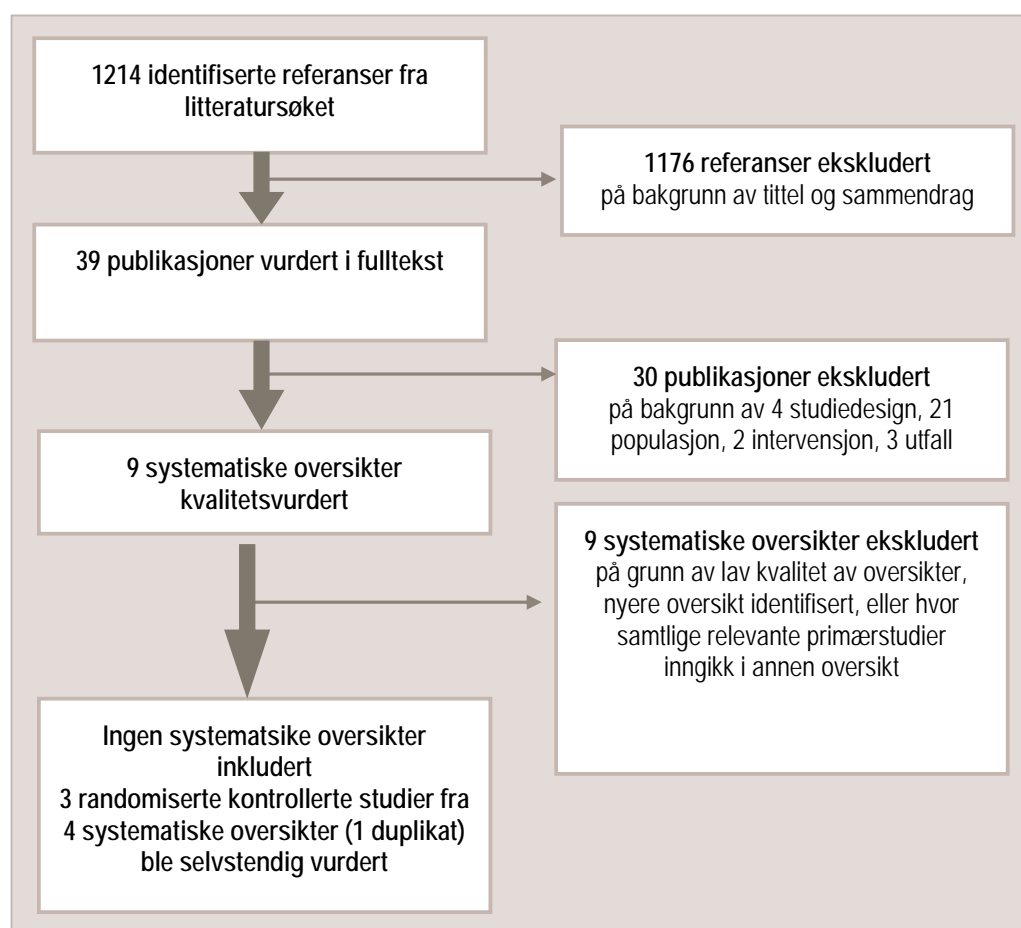 1214 identifiserte referanser fra
litteratursøket
1176 referanser ekskludert
på bakgrunn av tittel og sammendrag
39 publikasjoner vurdert i fulltekst
30 publikasjoner ekskludert
på bakgrunn av 4 studiedesign, 21
populasjon, 2 intervensjon, 3 utfall
9 systematiske oversikter
kvalitetsvurdert
9 systematiske oversikter ekskludert
på grunn av lav kvalitet av oversikter,
nyere oversikt identifisert, eller hvor
samtlige relevante primærstudier
inngikk i annen oversikt
Ingen systematsike oversikter
inkludert
3 randomiserte kontrollerte studier fra
4 systematiske oversikter (1 duplikat)
ble selvstendig vurdert